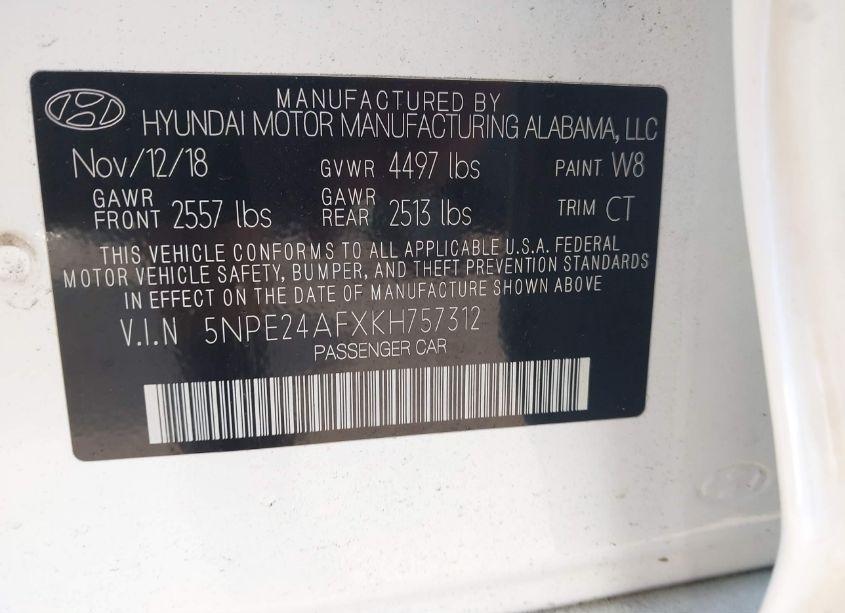 MANUFACTURED BY
HYUNDAI MOTOR MANUFACTURING ALABAMA, LLC
Nov/12/18 GVWR 4497 lbs PAINT W8
GAWR FRONT 2557 lbs GAWR REAR 2513 lbs TRIM CT
THIS VEHICLE CONFORMS TO ALL APPLICABLE U.S.A. FEDERAL
MOTOR VEHICLE SAFETY, BUMPER, AND THEFT PREVENTION STANDARDS
IN EFFECT ON THE DATE OF MANUFACTURE SHOWN ABOVE
V.I.N 5NPE24AFXKH757312
PASSENGER CAR